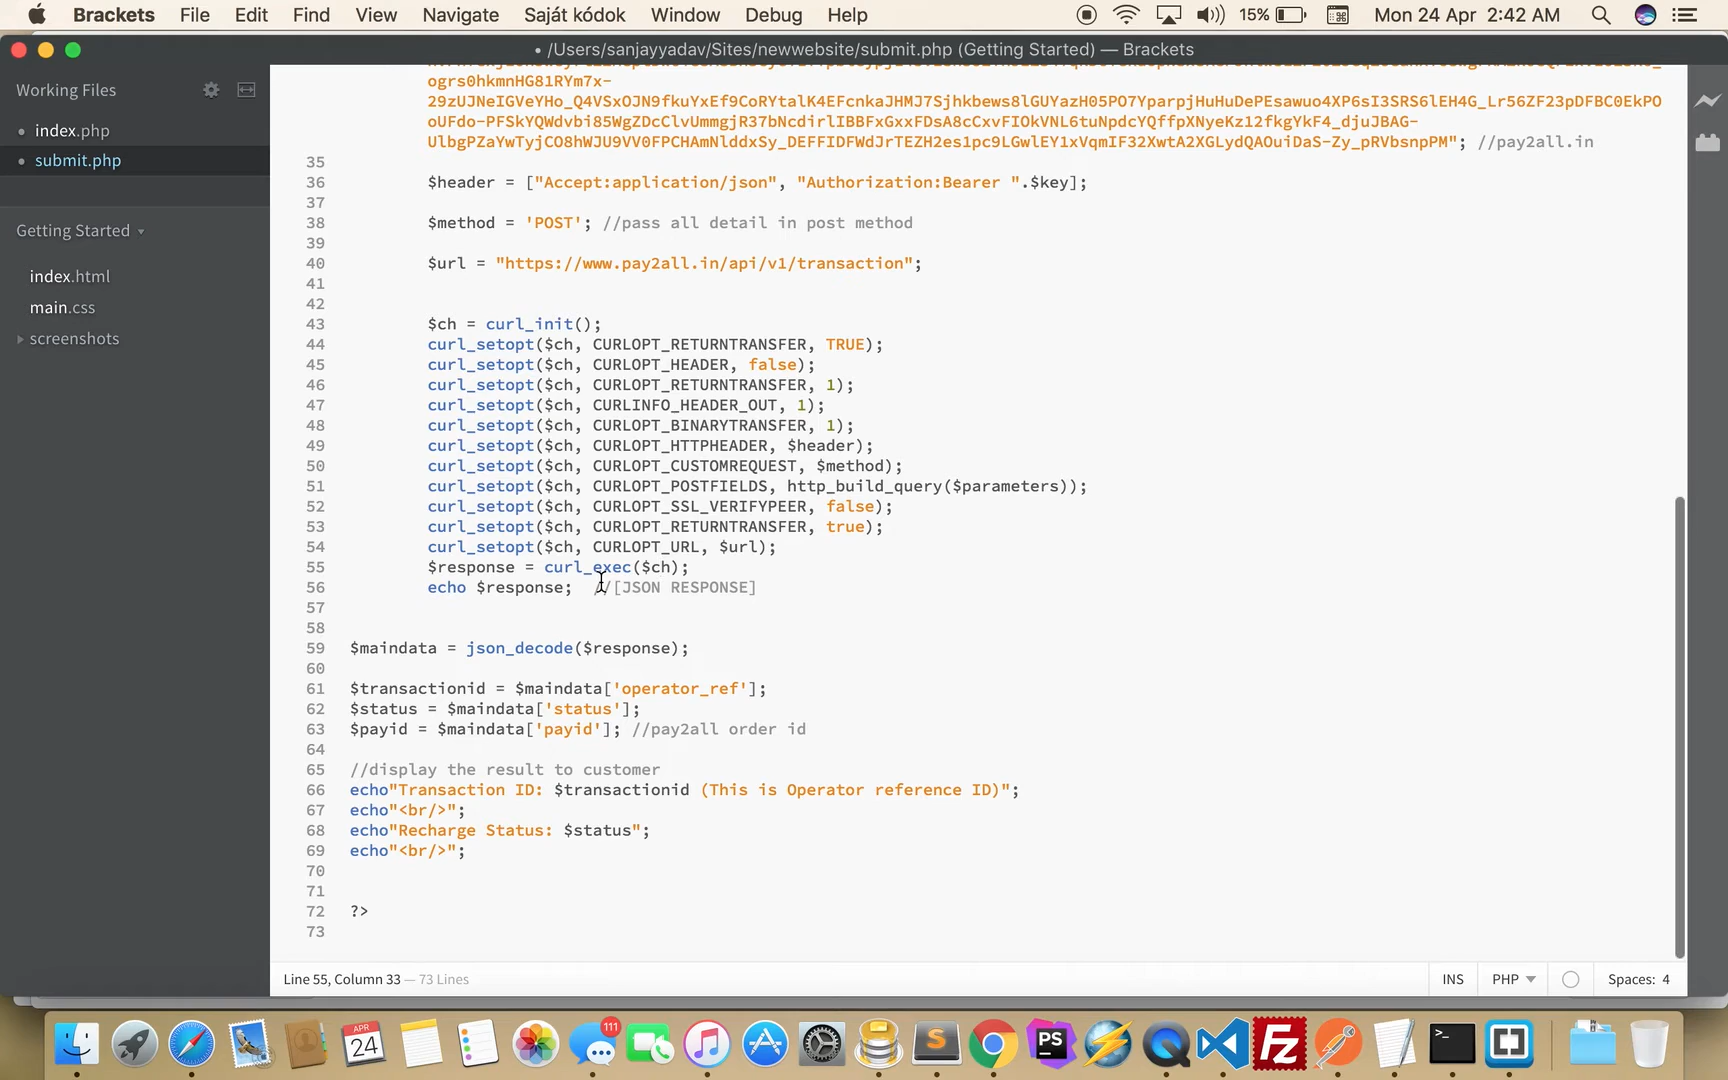 Brackets File Edit Find View Navigate Saját kódok Window Debug Help 15% Mon 24 Apr 2:42 AM
• /Users/sanjayyadav/Sites/newwebsite/submit.php (Getting Started) — Brackets
Working Files
index.php
submit.php
Getting Started
index.html
main.css
screenshots
ogrs0hkmnHG81RYm7x-
29zUJNeIGVeYHo_Q4VSxOJN9fkuYxEf9CoRYtalK4EFcnkaJHMJ7Sjhkbews8lGUYazH05PO7YparpjHuHuDePEsawuo4XP6sI3SRS6lEH4G_Lr56ZF23pDFBC0EkPO
oUFdo-PFSkYQWdvbi85WgZDcClvUmmgjR37bNcdirlIBBFxGxxFDsA8cCxvFIOkVNL6tuNpdcYQffpXNyeKz12fkgYkF4_djuJBAG-
UlbgPZaYwTyjCO8hWJU9VV0FPCHAmNlddxSy_DEFFIDFWdJrTEZH2es1pc9LGwlEY1xVqmIF32XwtA2XGLydQAOuiDaS-Zy_pRVbsnpPM"; //pay2all.in
35
36 $header = ["Accept:application/json", "Authorization:Bearer ".$key];
37
38 $method = 'POST'; //pass all detail in post method
39
40 $url = "https://www.pay2all.in/api/v1/transaction";
41
42
43 $ch = curl_init();
44 curl_setopt($ch, CURLOPT_RETURNTRANSFER, TRUE);
45 curl_setopt($ch, CURLOPT_HEADER, false);
46 curl_setopt($ch, CURLOPT_RETURNTRANSFER, 1);
47 curl_setopt($ch, CURLINFO_HEADER_OUT, 1);
48 curl_setopt($ch, CURLOPT_BINARYTRANSFER, 1);
49 curl_setopt($ch, CURLOPT_HTTPHEADER, $header);
50 curl_setopt($ch, CURLOPT_CUSTOMREQUEST, $method);
51 curl_setopt($ch, CURLOPT_POSTFIELDS, http_build_query($parameters));
52 curl_setopt($ch, CURLOPT_SSL_VERIFYPEER, false);
53 curl_setopt($ch, CURLOPT_RETURNTRANSFER, true);
54 curl_setopt($ch, CURLOPT_URL, $url);
55 $response = curl_exec($ch);
56 echo $response; //[JSON RESPONSE]
57
58
59 $maindata = json_decode($response);
60
61 $transactionid = $maindata['operator_ref'];
62 $status = $maindata['status'];
63 $payid = $maindata['payid']; //pay2all order id
64
65 //display the result to customer
66 echo"Transaction ID: $transactionid (This is Operator reference ID)";
67 echo"<br/>";
68 echo"Recharge Status: $status";
69 echo"<br/>";
70
71
72 ?>
73
Line 55, Column 33 — 73 Lines INS PHP Spaces: 4
APR
24
111
PS
S
Fz